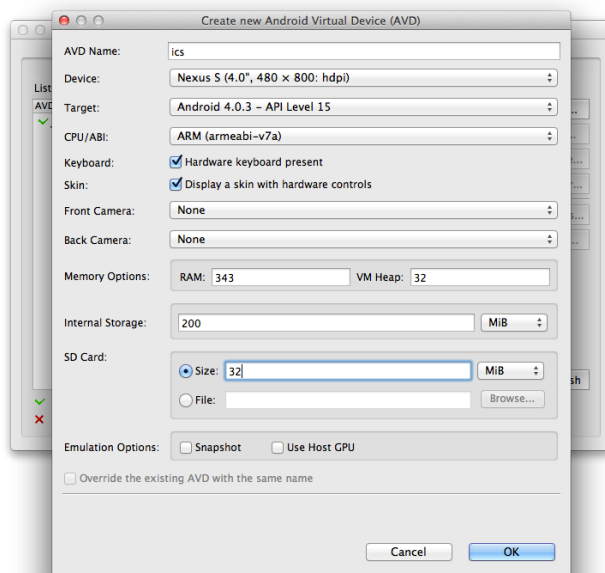 Create new Android Virtual Device (AVD)
AVD Name: ics
Device: Nexus S (4.0", 480 × 800: hdpi)
Target: Android 4.0.3 – API Level 15
CPU/ABI: ARM (armeabi-v7a)
Keyboard: Hardware keyboard present
Skin: Display a skin with hardware controls
Front Camera: None
Back Camera: None
Memory Options: RAM: 343 VM Heap: 32
Internal Storage: 200 MiB
SD Card:
Size: 32 MiB
File: Browse...
Emulation Options: Snapshot Use Host GPU
Override the existing AVD with the same name
Cancel OK
List
AVD